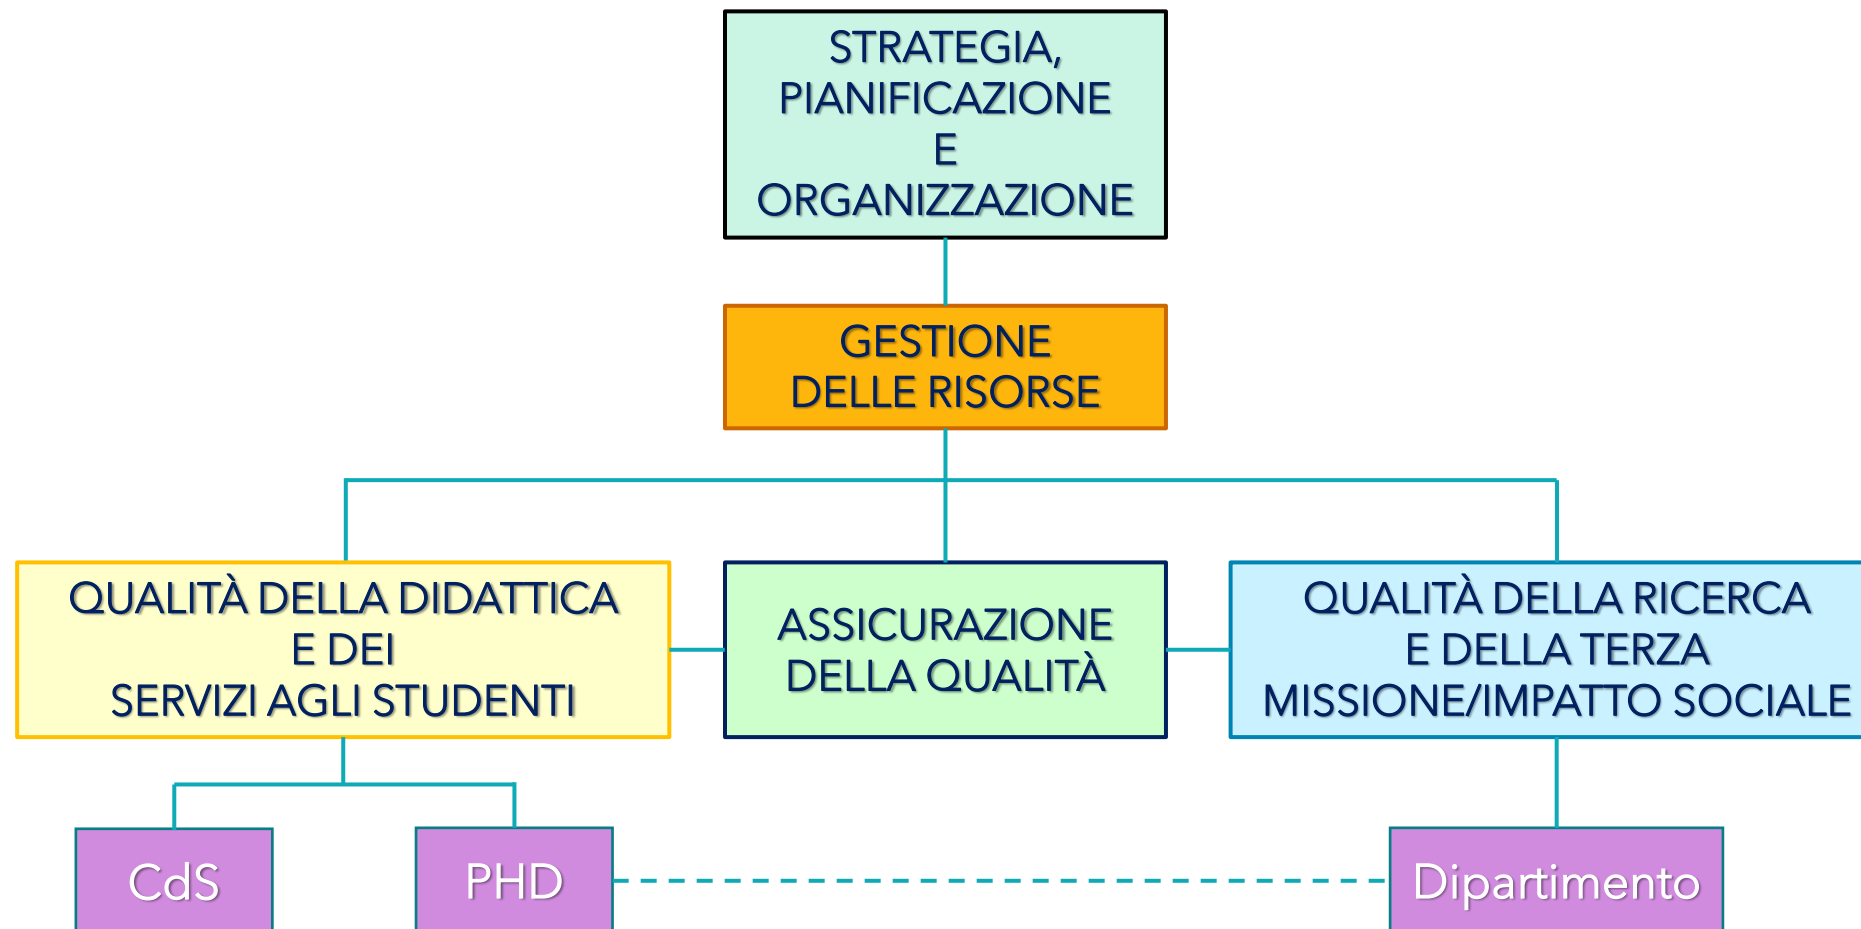 STRATEGIA,
PIANIFICAZIONE
E
ORGANIZZAZIONE
GESTIONE
DELLE RISORSE
QUALITÀ DELLA DIDATTICA
E DEI
SERVIZI AGLI STUDENTI
ASSICURAZIONE
DELLA QUALITÀ
QUALITÀ DELLA RICERCA
E DELLA TERZA
MISSIONE/IMPATTO SOCIALE
CdS
PHD
Dipartimento